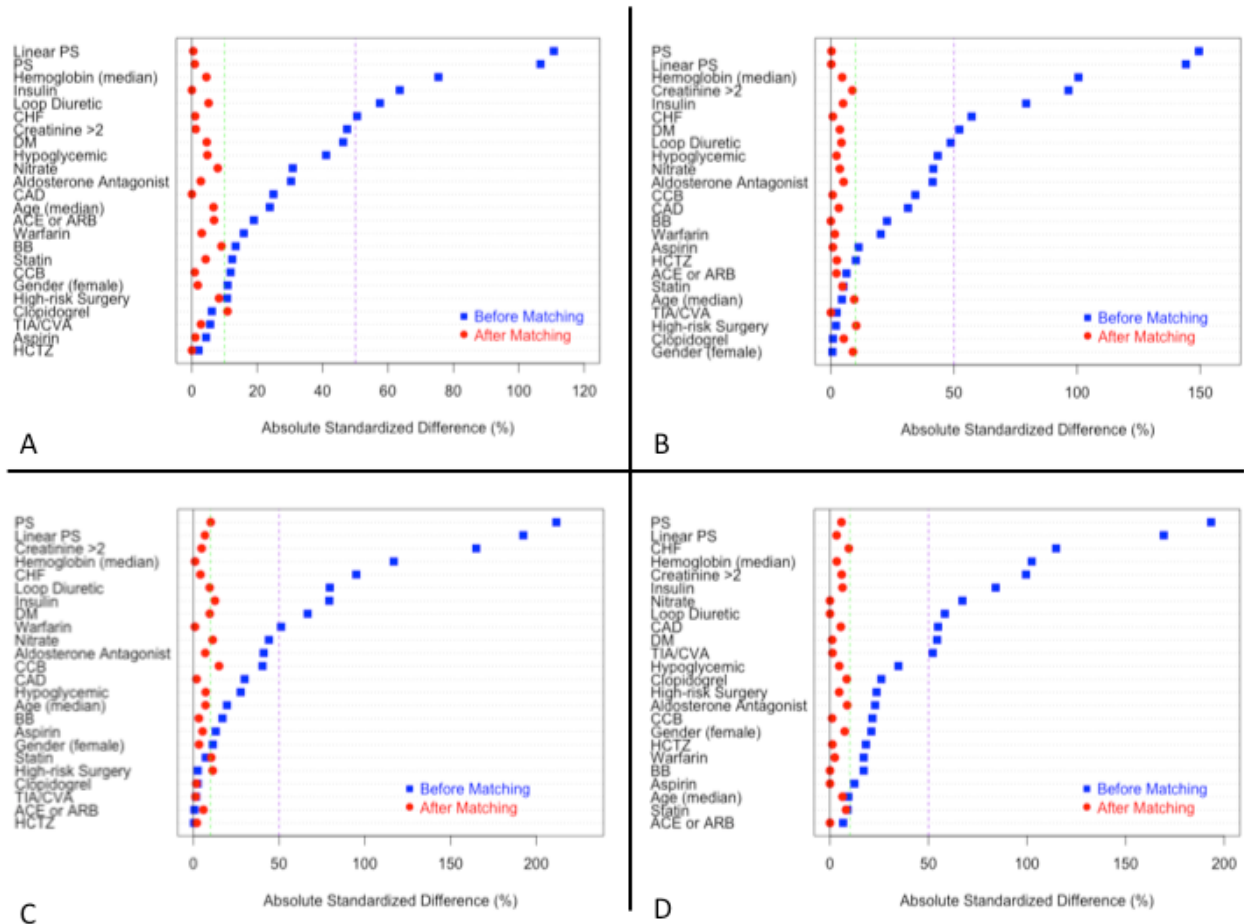 Linear PS
PS
Hemoglobin (median)
Insulin
Loop Diuretic
CHF
Creatinine >2
DM
Hypoglycemic
Nitrate
Aldosterone Antagonist
CAD
Age (median)
ACE or ARB
Warfarin
BB
Statin
CCB
Gender (female)
High-risk Surgery
Clopidogrel
TIA/CVA
Aspirin
HCTZ
Before Matching
After Matching
0 20 40 60 80 100 120
Absolute Standardized Difference (%)
A
PS
Linear PS
Hemoglobin (median)
Creatinine >2
Insulin
CHF
DM
Loop Diuretic
Hypoglycemic
Nitrate
Aldosterone Antagonist
CCB
CAD
BB
Warfarin
Aspirin
HCTZ
ACE or ARB
Statin
Age (median)
TIA/CVA
High-risk Surgery
Clopidogrel
Gender (female)
Before Matching
After Matching
0 50 100 150
Absolute Standardized Difference (%)
B
PS
Linear PS
Creatinine >2
Hemoglobin (median)
CHF
Loop Diuretic
Insulin
DM
Warfarin
Nitrate
Aldosterone Antagonist
CCB
CAD
Hypoglycemic
Age (median)
BB
Aspirin
Gender (female)
Statin
High-risk Surgery
Clopidogrel
TIA/CVA
ACE or ARB
HCTZ
Before Matching
After Matching
0 50 100 150 200
Absolute Standardized Difference (%)
C
PS
Linear PS
CHF
Hemoglobin (median)
Creatinine >2
Insulin
Nitrate
Loop Diuretic
CAD
DM
TIA/CVA
Hypoglycemic
Clopidogrel
High-risk Surgery
Aldosterone Antagonist
CCB
Gender (female)
HCTZ
Warfarin
BB
Aspirin
Age (median)
Statin
ACE or ARB
Before Matching
After Matching
0 50 100 150 200
Absolute Standardized Difference (%)
D